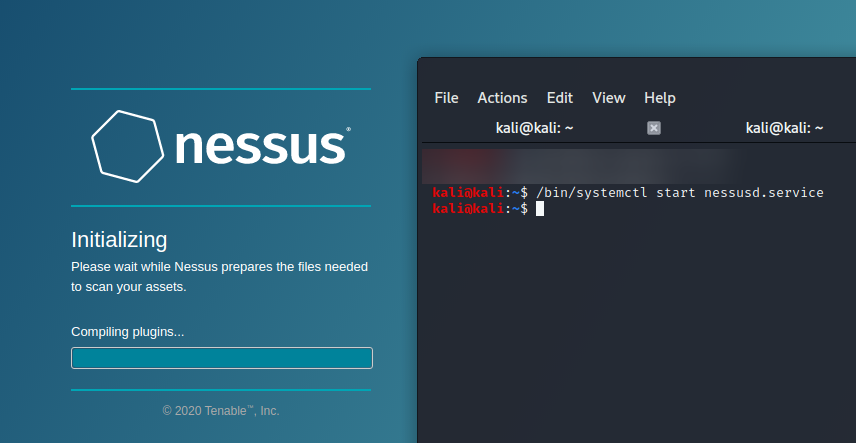 nessus®
Initializing
Please wait while Nessus prepares the files needed
to scan your assets.
Compiling plugins...
© 2020 Tenable™, Inc.
File Actions Edit View Help
kali@kali: ~ kali@kali: ~
kali@kali:~$ /bin/systemctl start nessusd.service
kali@kali:~$